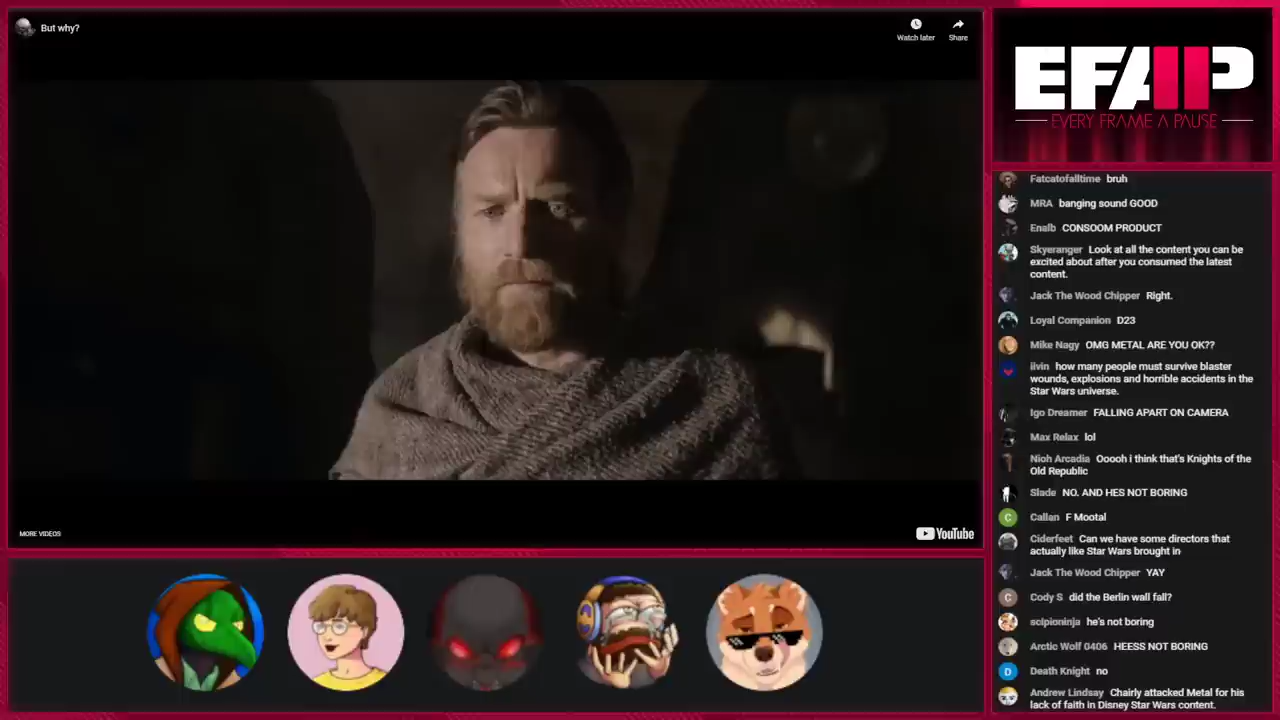 But why?
Watch later
Share
MORE VIDEOS
YouTube
EFAP
EVERY FRAME A PAUSE
Fatcatofalltime bruh
MRA banging sound GOOD
Enalb CONSOOM PRODUCT
Skyeranger Look at all the content you can be
excited about after you consumed the latest
content.
Jack The Wood Chipper Right.
Loyal Companion D23
Mike Nagy OMG METAL ARE YOU OK??
iivin how many people must survive blaster
wounds, explosions and horrible accidents in the
Star Wars universe.
Igo Dreamer FALLING APART ON CAMERA
Max Relax lol
Nioh Arcadia Ooooh i think that's Knights of the
Old Republic
Slade NO. AND HES NOT BORING
C
Callan F Mootal
Ciderfeet Can we have some directors that
actually like Star Wars brought in
Jack The Wood Chipper YAY
C
Cody S did the Berlin wall fall?
scipioninja he's not boring
Arctic Wolf 0406 HEESS NOT BORING
D
Death Knight no
Andrew Lindsay Chairly attacked Metal for his
lack of faith in Disney Star Wars content.